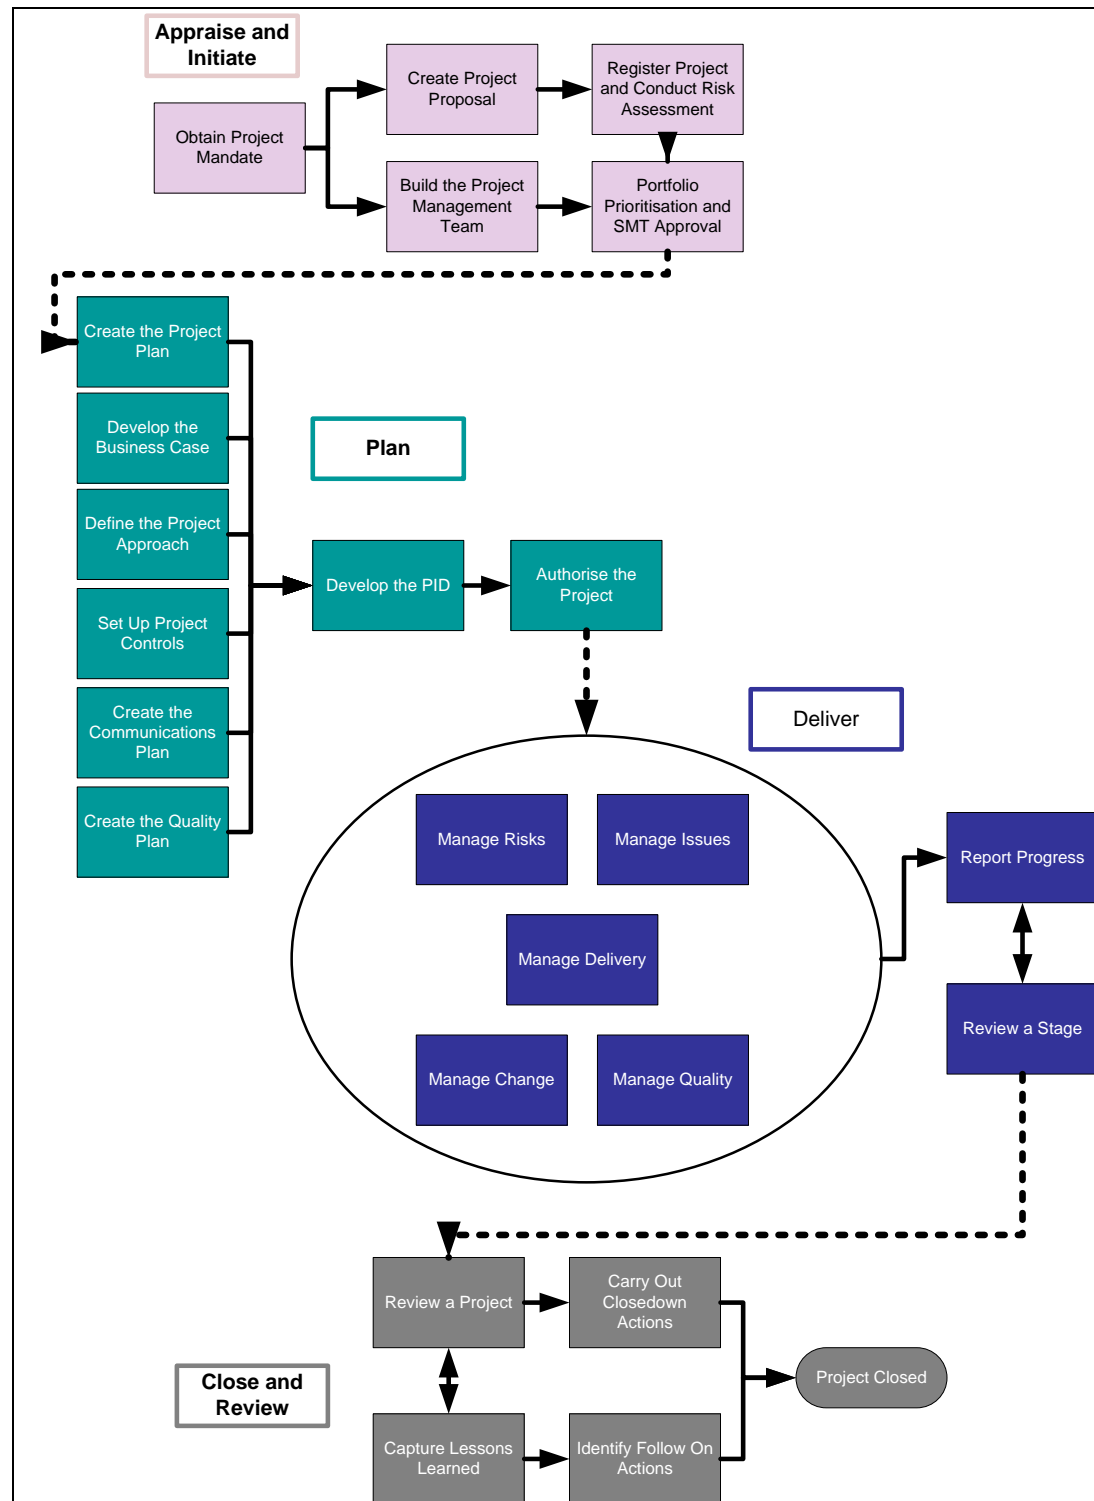 Appraise and
Initiate
Create Project
Proposal
Register Project
and Conduct Risk
Assessment
Obtain Project
Mandate
Build the Project
Management
Team
Portfolio
Prioritisation and
SMT Approval
Create the Project
Plan
Develop the
Business Case
Plan
Define the Project
Approach
Develop the PID
Authorise the
Project
Set Up Project
Controls
Create the
Communications
Plan
Deliver
Create the Quality
Plan
Manage Risks
Manage Issues
Report Progress
Manage Delivery
Review a Stage
Manage Change
Manage Quality
Review a Project
Carry Out
Closedown
Actions
Close and
Review
Project Closed
Capture Lessons
Learned
Identify Follow On
Actions